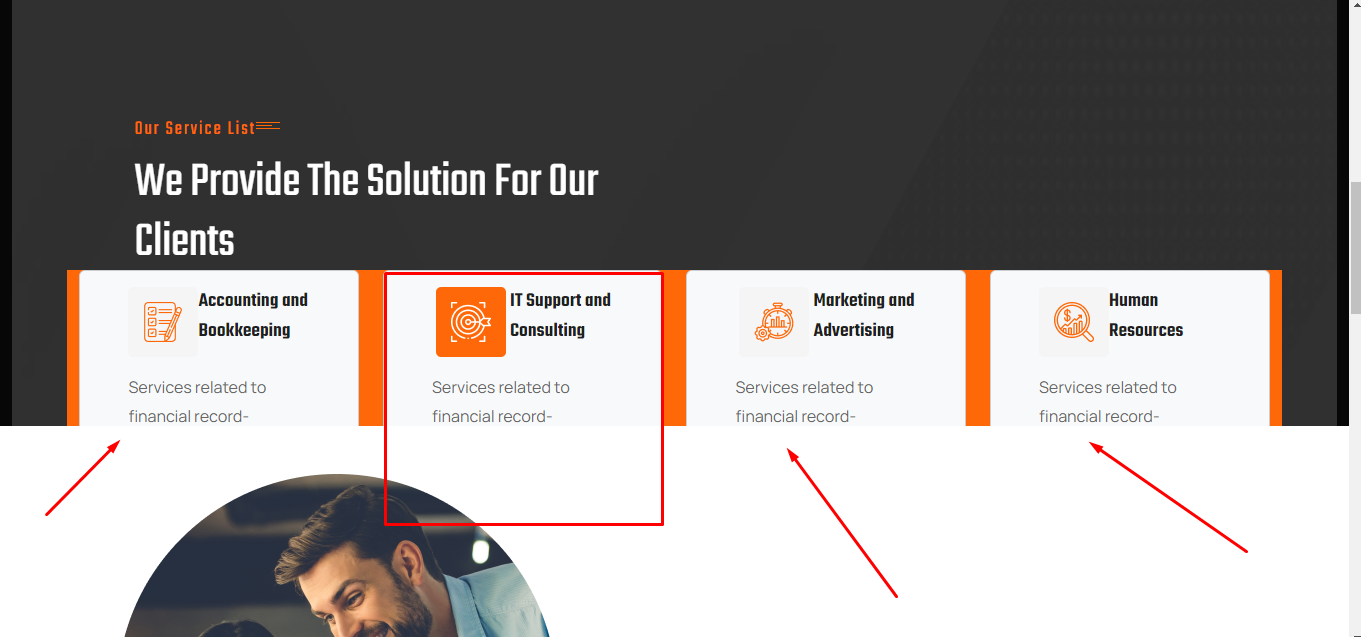 Our Service List
We Provide The Solution For Our
Clients
Accounting and
Bookkeeping
Services related to
financial record-
IT Support and
Consulting
Services related to
financial record-
Marketing and
Advertising
Services related to
financial record-
Human
Resources
Services related to
financial record-